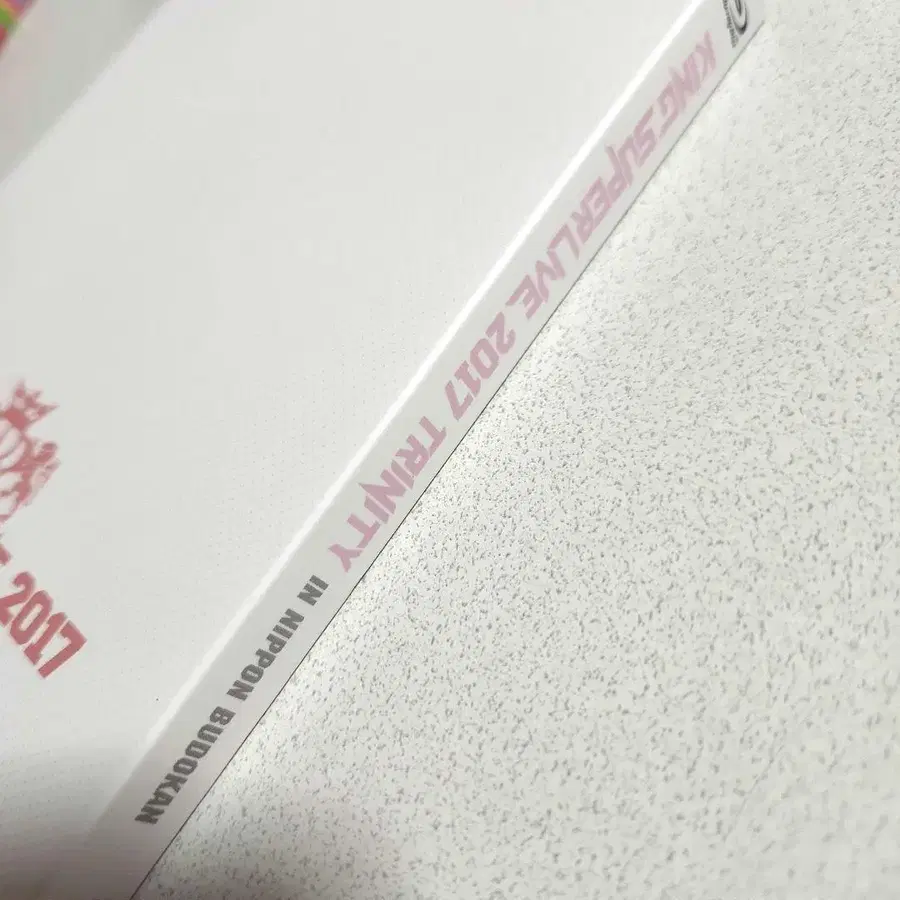 KING SUPER LIVE 2017 TRINITY
IN NIPPON BUDOKAN
2017